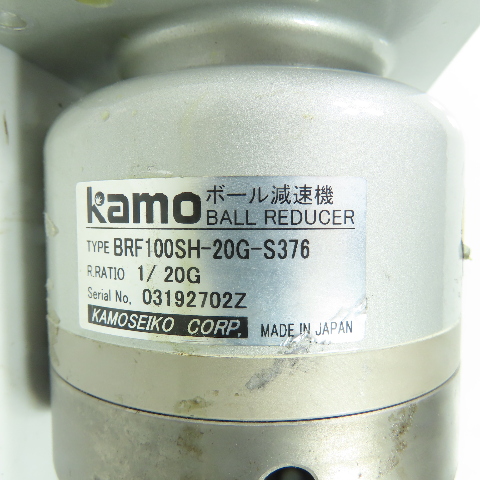 kamo ボール減速機
BALL REDUCER
TYPE BRF100SH-20G-S376
R.RATIO 1/20G
Serial No. 03192702Z
KAMOSEIKO CORP. MADE IN JAPAN